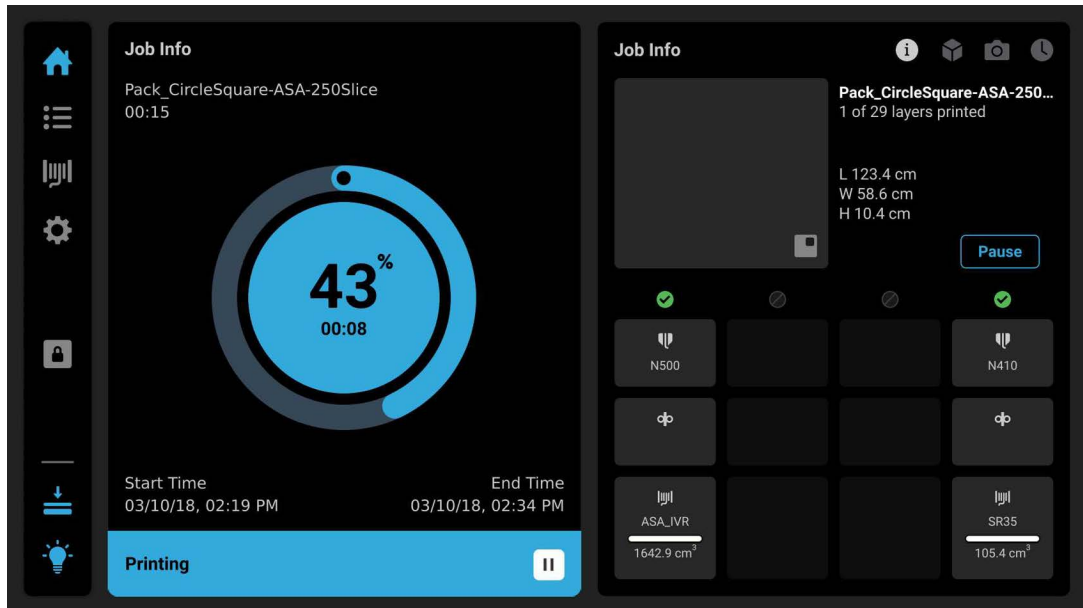 Job Info
Pack_CircleSquare-ASA-250Slice
00:15
43%
00:08
Start Time
03/10/18, 02:19 PM
End Time
03/10/18, 02:34 PM
Printing
Job Info
i
Pack_CircleSquare-ASA-250...
1 of 29 layers printed
L 123.4 cm
W 58.6 cm
H 10.4 cm
Pause
N500
N410
ASA_IVR
1642.9 cm³
SR35
105.4 cm³